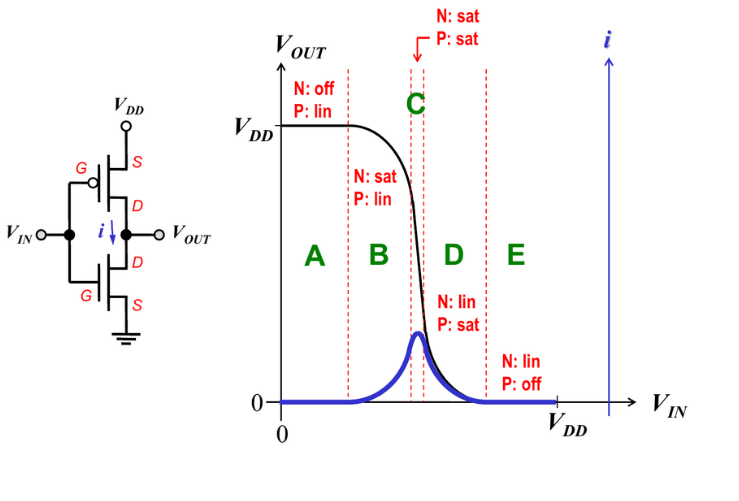 V_DD
G
S
D
V_IN
i
V_OUT
D
G
S
N: sat
P: sat
V_OUT
i
N: off
P: lin
C
V_DD
N: sat
P: lin
A
B
D
E
N: lin
P: sat
N: lin
P: off
0
V_IN
V_DD
0